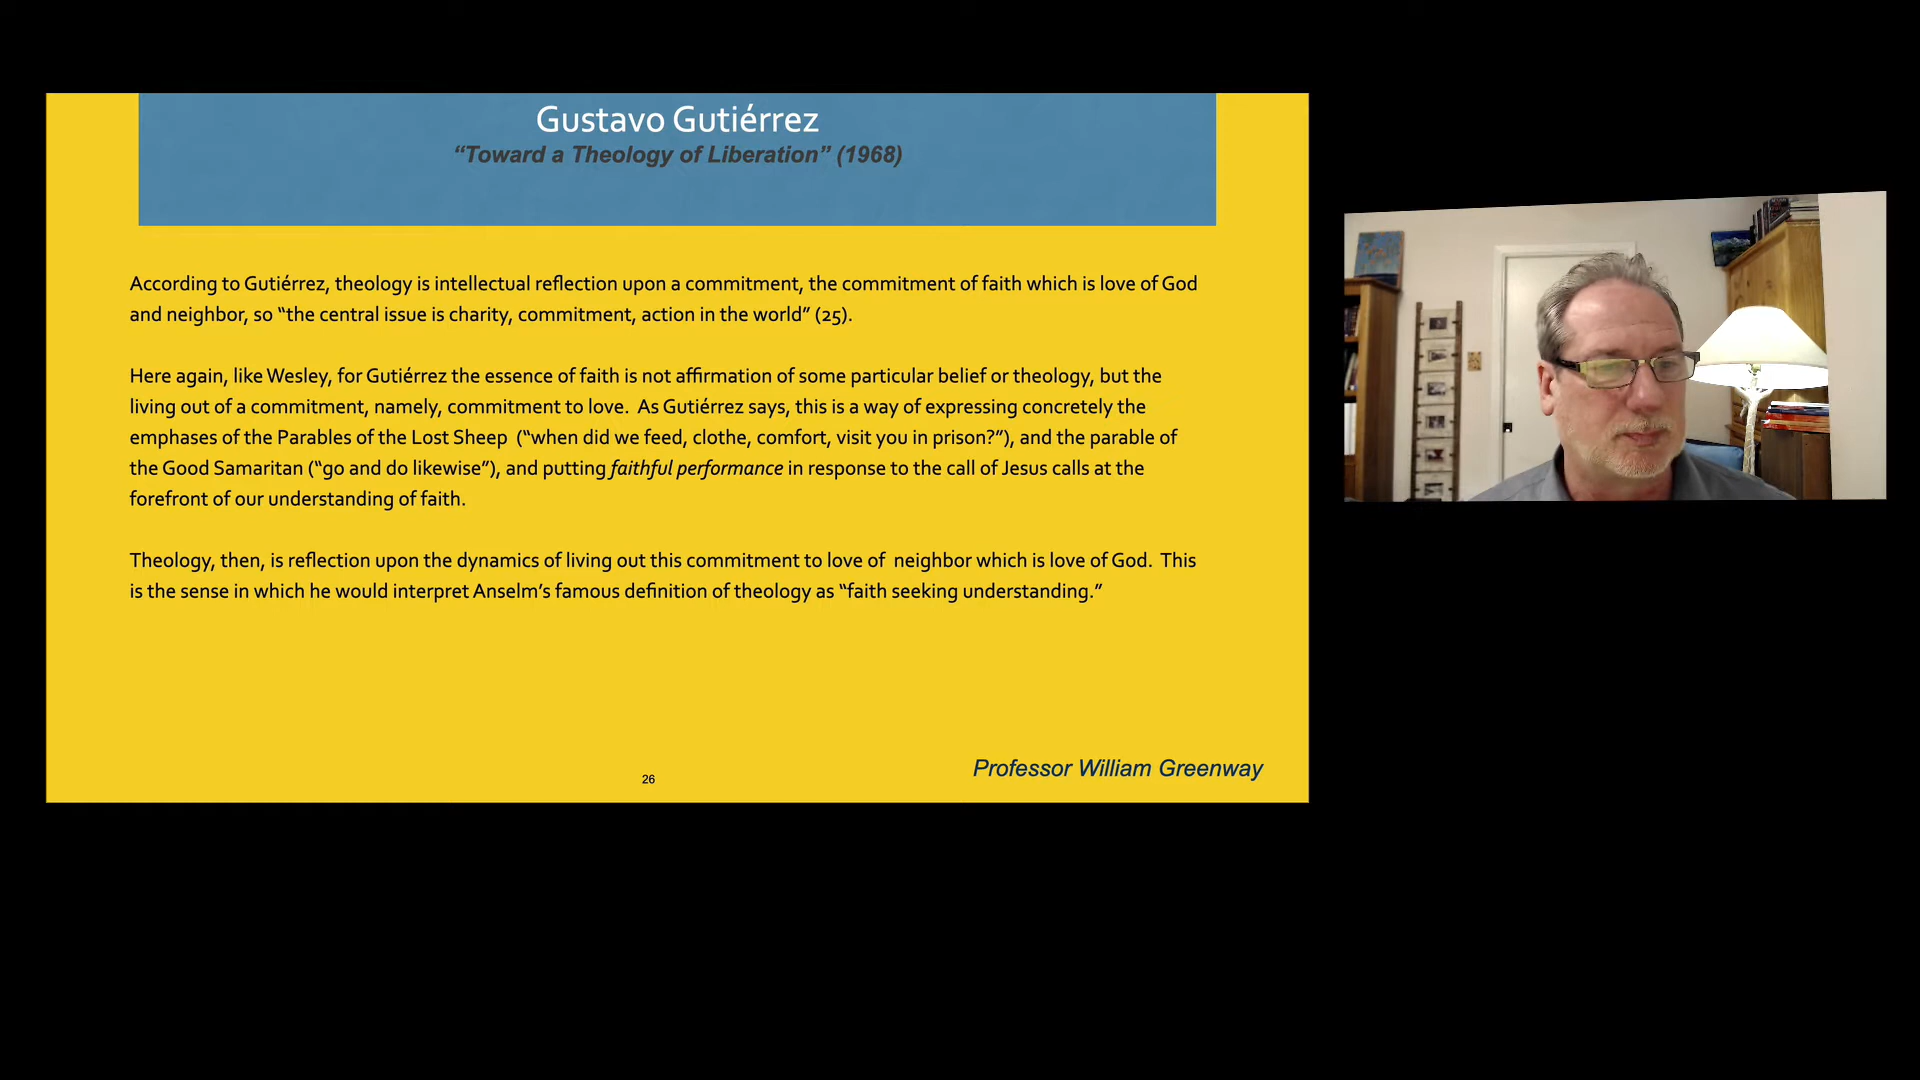 Gustavo Gutiérrez
“Toward a Theology of Liberation” (1968)
According to Gutiérrez, theology is intellectual reflection upon a commitment, the commitment of faith which is love of God
and neighbor, so “the central issue is charity, commitment, action in the world” (25).
Here again, like Wesley, for Gutiérrez the essence of faith is not affirmation of some particular belief or theology, but the
living out of a commitment, namely, commitment to love.  As Gutiérrez says, this is a way of expressing concretely the
emphases of the Parables of the Lost Sheep  (“when did we feed, clothe, comfort, visit you in prison?”), and the parable of
the Good Samaritan (“go and do likewise”), and putting faithful performance in response to the call of Jesus calls at the
forefront of our understanding of faith.
Theology, then, is reflection upon the dynamics of living out this commitment to love of  neighbor which is love of God.  This
is the sense in which he would interpret Anselm’s famous definition of theology as “faith seeking understanding.”
26
Professor William Greenway